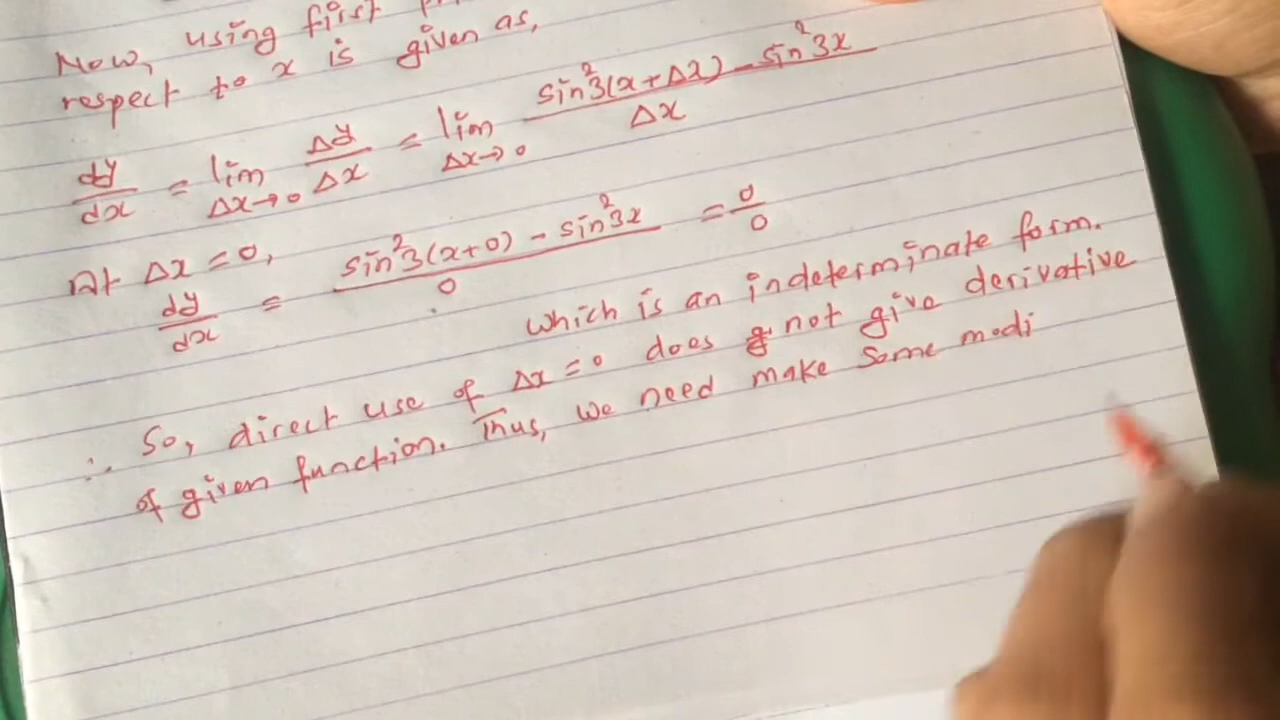 Now, using first
respect to x is given as,
dy/dx = lim Δx→0 Δy/Δx = lim Δx→0 (sin²3(x+Δx) - sin²3x)/Δx
At Δx = 0,
dy/dx = (sin²3(x+0) - sin²3x)/0 = 0/0
which is an indeterminate form.
∴ So, direct use of Δx = 0 does not give derivative
of given function. Thus, we need make some modi